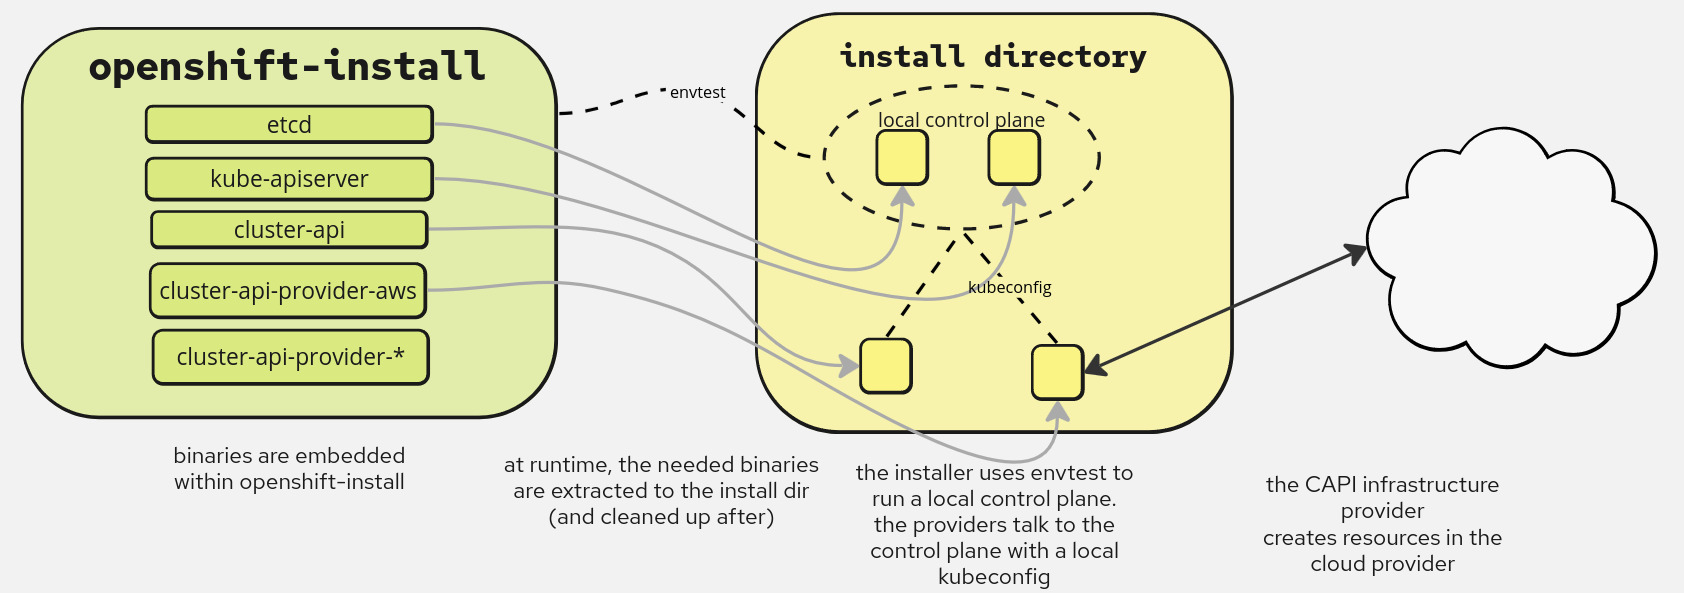 openshift-install
etcd
kube-apiserver
cluster-api
cluster-api-provider-aws
cluster-api-provider-*
envtest
install directory
local control plane
kubeconfig
binaries are embedded
within openshift-install
at runtime, the needed binaries
are extracted to the install dir
(and cleaned up after)
the installer uses envtest to
run a local control plane.
the providers talk to the
control plane with a local
kubeconfig
the CAPI infrastructure
provider
creates resources in the
cloud provider